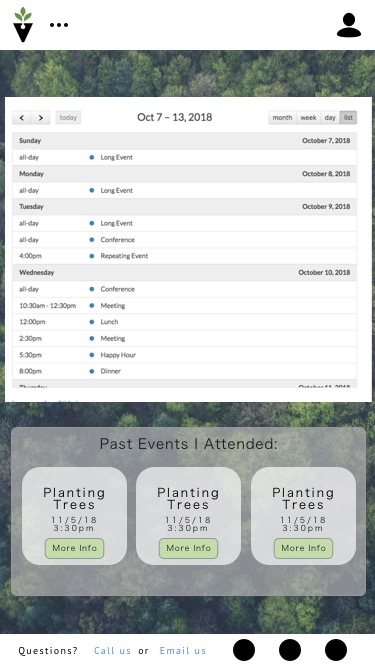 today Oct 7 – 13, 2018 month week day list
Sunday October 7, 2018
all-day Long Event
Monday October 8, 2018
all-day Long Event
Tuesday October 9, 2018
all-day Long Event
all-day Conference
4:00pm Repeating Event
Wednesday October 10, 2018
all-day Conference
10:30am - 12:30pm Meeting
12:00pm Lunch
2:30pm Meeting
5:30pm Happy Hour
8:00pm Dinner
Thursday October 11, 2018
Past Events I Attended:
Planting Trees
11/5/18
3:30pm
More Info
Planting Trees
11/5/18
3:30pm
More Info
Planting Trees
11/5/18
3:30pm
More Info
Questions? Call us or Email us